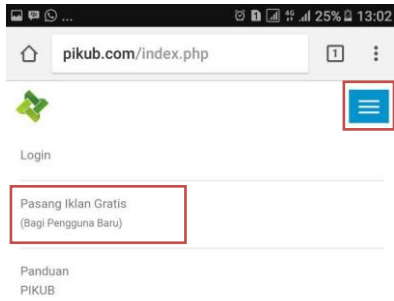 ... 25% 13:02
pikub.com/index.php 1
Login
Pasang Iklan Gratis
(Bagi Pengguna Baru)
Panduan
PIKUB